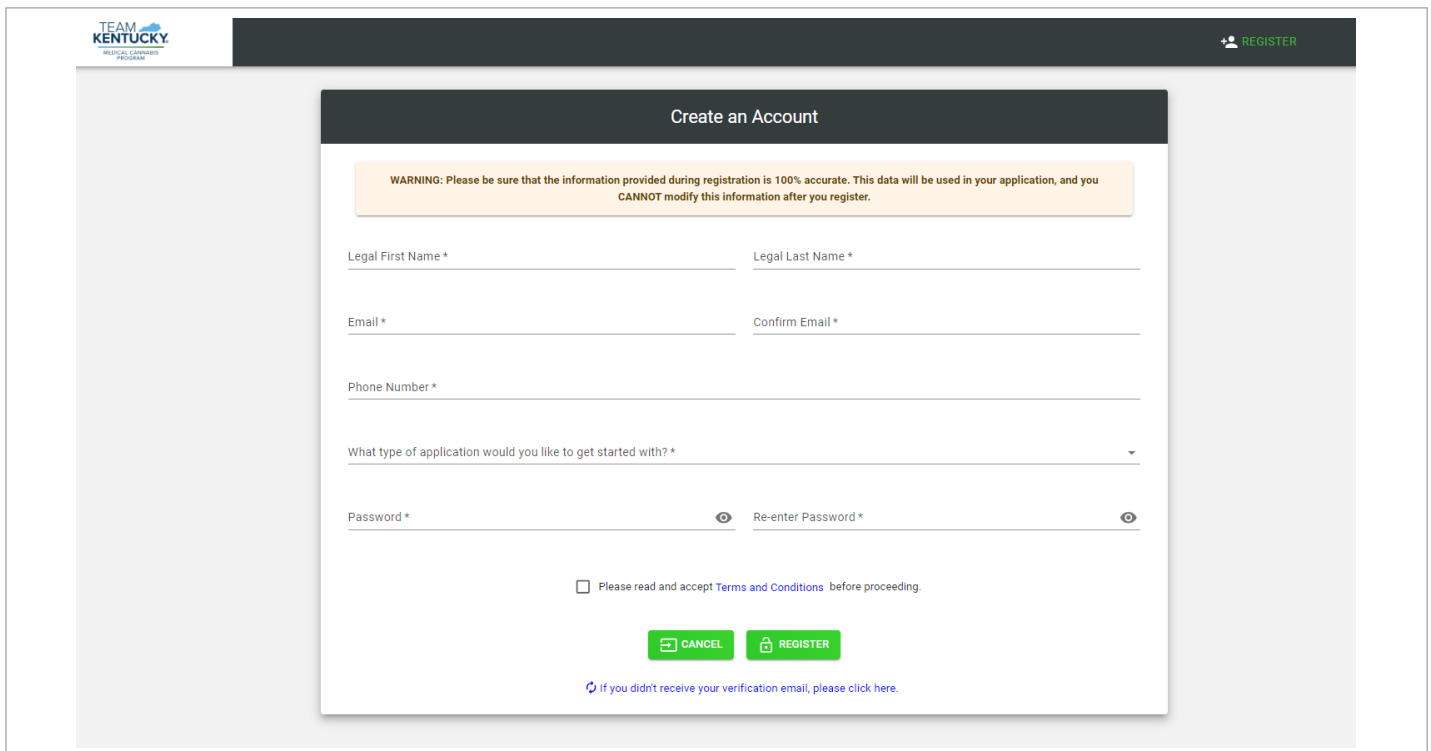 TEAM
KENTUCKY
MEDICAL CANNABIS
PROGRAM
REGISTER
Create an Account
WARNING: Please be sure that the information provided during registration is 100% accurate. This data will be used in your application, and you
CANNOT modify this information after you register.
Legal First Name *
Legal Last Name *
Email *
Confirm Email *
Phone Number *
What type of application would you like to get started with? *
Password *
Re-enter Password *
Please read and accept Terms and Conditions before proceeding.
CANCEL
REGISTER
If you didn't receive your verification email, please click here.